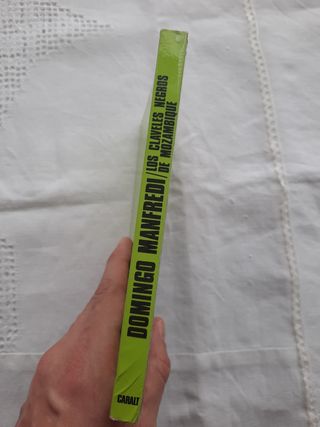 DOMINGO MANFREDI/LOS CLAVELES NEGROS
DE MOZAMBIQUE
CARALT